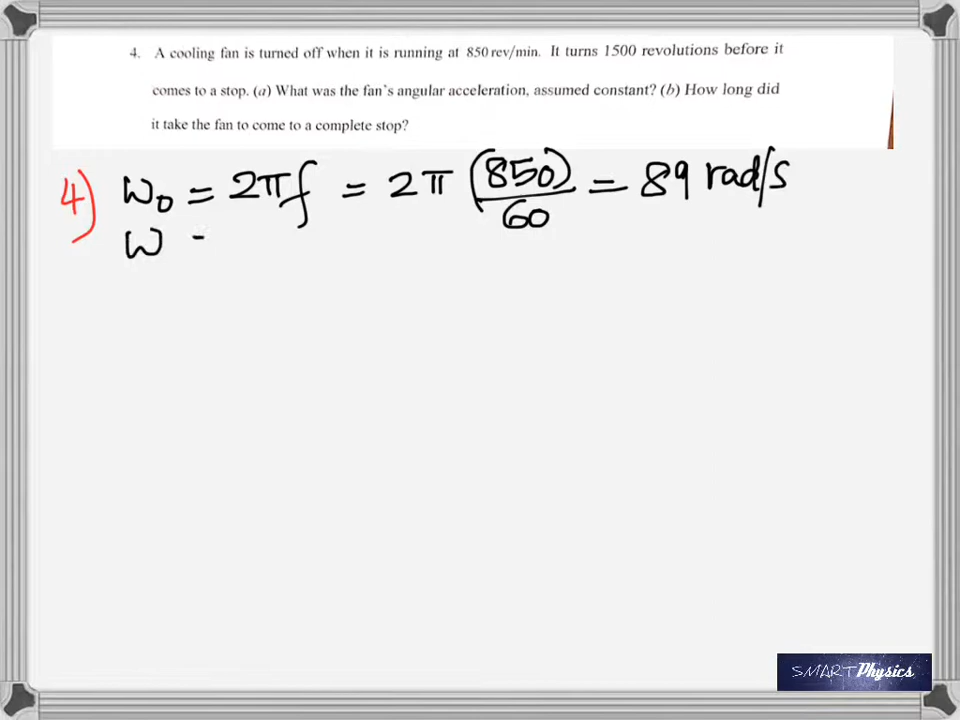 4. A cooling fan is turned off when it is running at 850 rev/min. It turns 1500 revolutions before it
comes to a stop. (a) What was the fan's angular acceleration, assumed constant? (b) How long did
it take the fan to come to a complete stop?
4) ω₀ = 2πf = 2π (850)/60 = 89 rad/s
ω -
SMART Physics